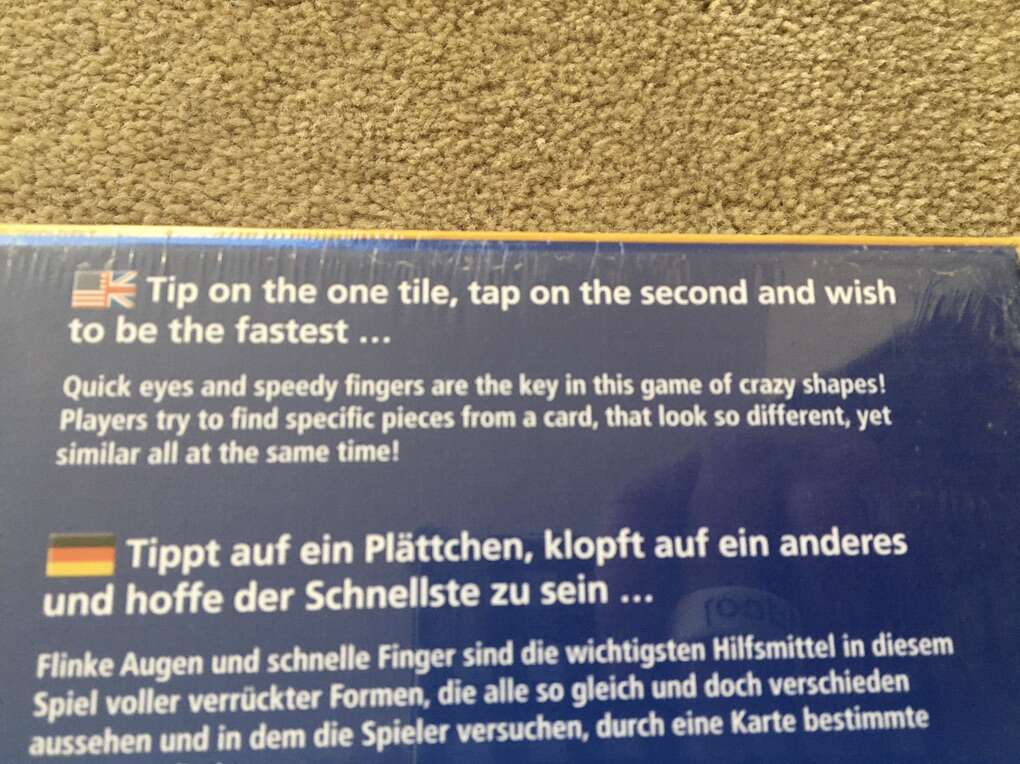 Tip on the one tile, tap on the second and wish
to be the fastest ...
Quick eyes and speedy fingers are the key in this game of crazy shapes!
Players try to find specific pieces from a card, that look so different, yet
similar all at the same time!
Tippt auf ein Plättchen, klopft auf ein anderes
und hoffe der Schnellste zu sein ...
Flinke Augen und schnelle Finger sind die wichtigsten Hilfsmittel in diesem
Spiel voller verrückter Formen, die alle so gleich und doch verschieden
aussehen und in dem die Spieler versuchen, durch eine Karte bestimmte